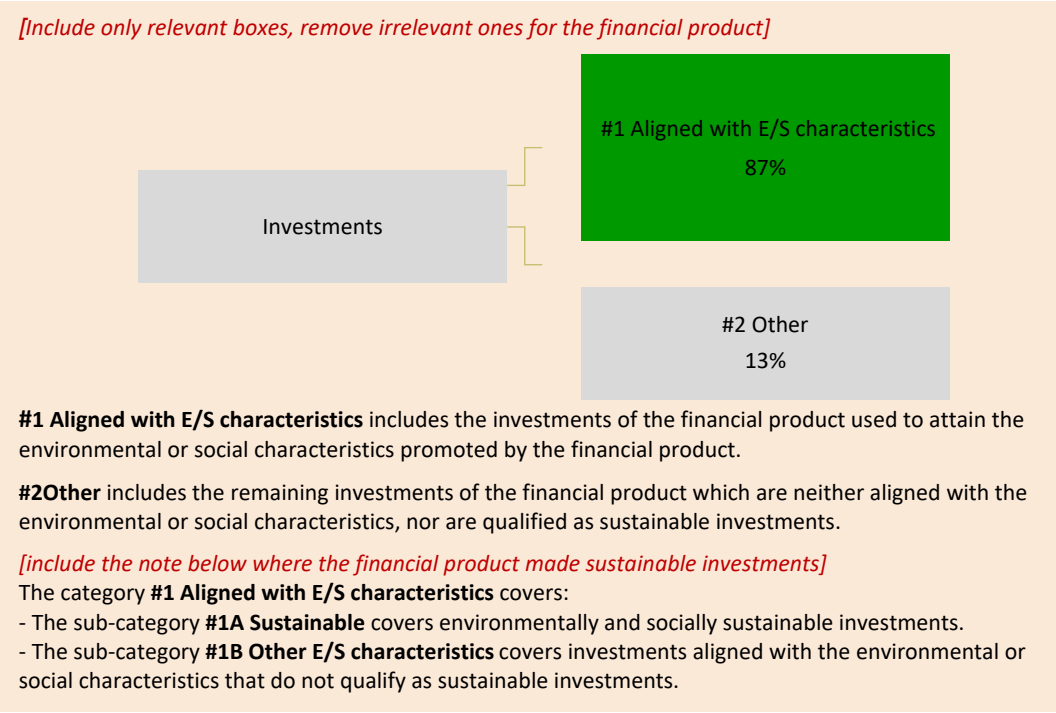 [Include only relevant boxes, remove irrelevant ones for the financial product]
#1 Aligned with E/S characteristics
87%
Investments
#2 Other
13%
#1 Aligned with E/S characteristics includes the investments of the financial product used to attain the
environmental or social characteristics promoted by the financial product.
#2Other includes the remaining investments of the financial product which are neither aligned with the
environmental or social characteristics, nor are qualified as sustainable investments.
[include the note below where the financial product made sustainable investments]
The category #1 Aligned with E/S characteristics covers:
- The sub-category #1A Sustainable covers environmentally and socially sustainable investments.
- The sub-category #1B Other E/S characteristics covers investments aligned with the environmental or
social characteristics that do not qualify as sustainable investments.